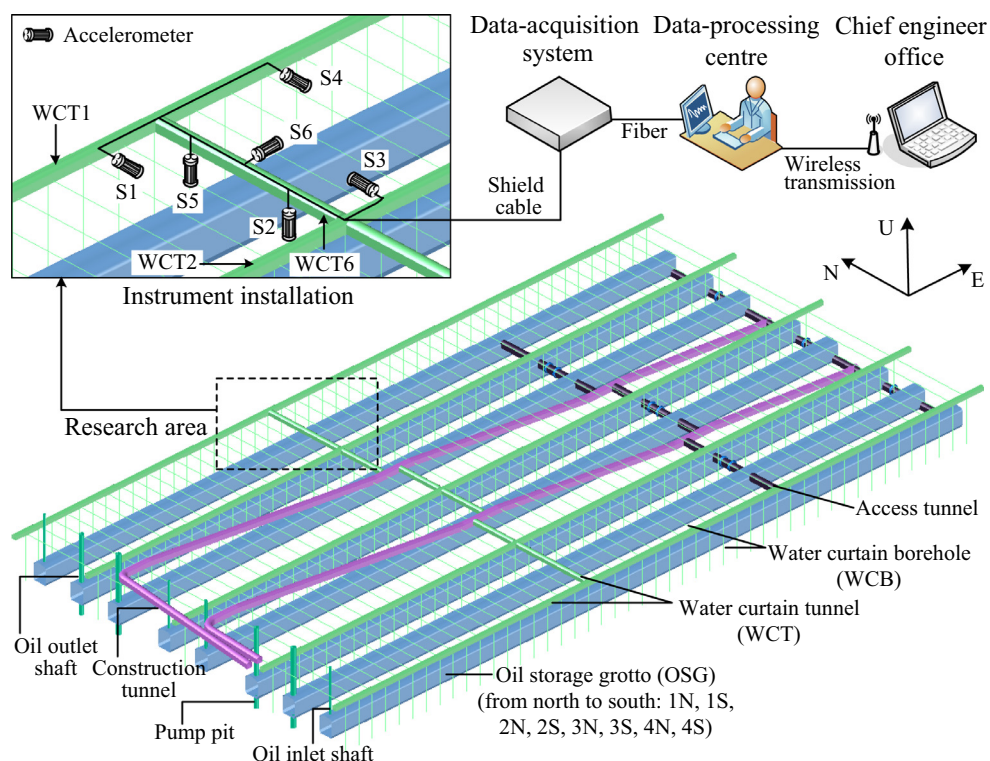 Accelerometer
WCT1
S4
S6
S3
S1
S5
S2
WCT2
WCT6
Instrument installation
Data-acquisition
system
Data-processing
centre
Chief engineer
office
Fiber
Wireless
transmission
Shield
cable
U
N
E
Research area
Access tunnel
Water curtain borehole
(WCB)
Water curtain tunnel
(WCT)
Oil outlet
shaft
Construction
tunnel
Pump pit
Oil inlet shaft
Oil storage grotto (OSG)
(from north to south: 1N, 1S,
2N, 2S, 3N, 3S, 4N, 4S)